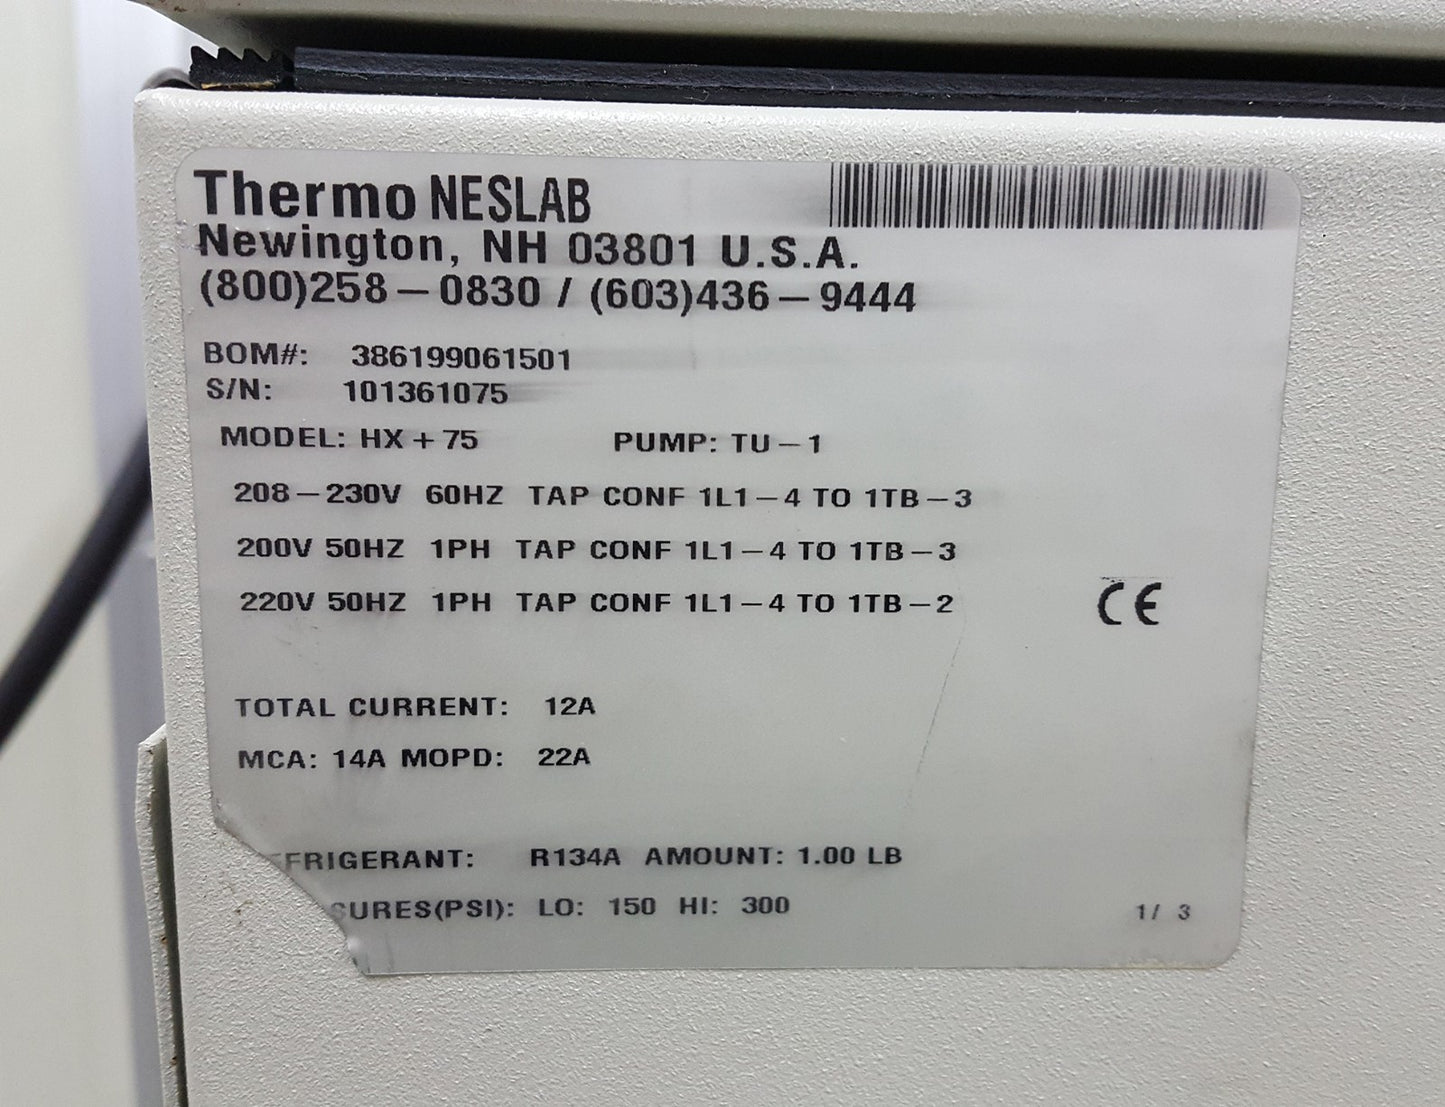 Thermo NESLAB
Newington, NH 03801 U.S.A.
(800)258-0830 / (603)436-9444
BOM#: 386199061501
S/N: 101361075
MODEL: HX+75 PUMP: TU-1
208-230V 60HZ TAP CONF 1L1-4 TO 1TB-3
200V 50HZ 1PH TAP CONF 1L1-4 TO 1TB-3
220V 50HZ 1PH TAP CONF 1L1-4 TO 1TB-2
CE
TOTAL CURRENT: 12A
MCA: 14A MOPD: 22A
EFRIGERANT: R134A AMOUNT: 1.00 LB
SURES(PSI): LO: 150 HI: 300 1/ 3